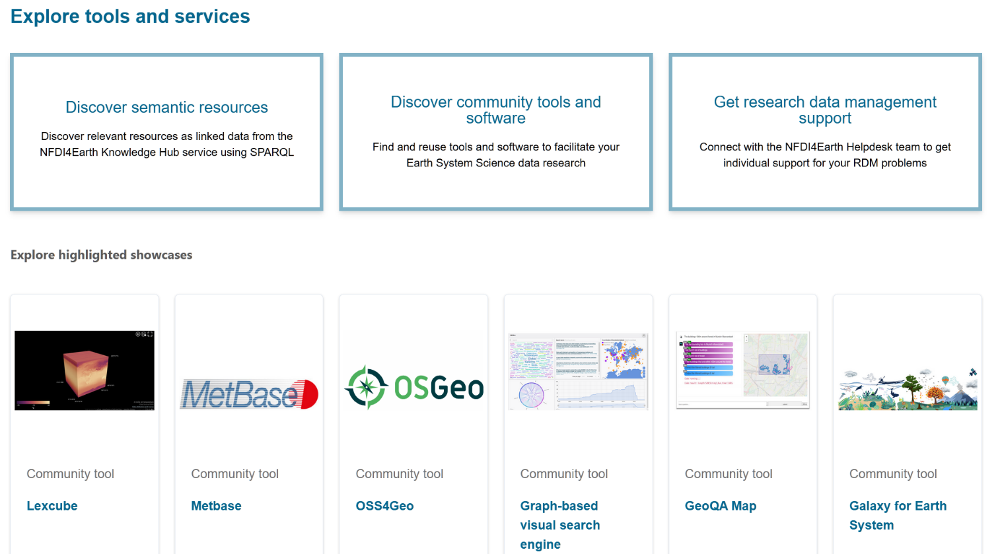 Explore tools and services
Discover semantic resources
Discover relevant resources as linked data from the
NFDI4Earth Knowledge Hub service using SPARQL
Discover community tools and
software
Find and reuse tools and software to facilitate your
Earth System Science data research
Get research data management
support
Connect with the NFDI4Earth Helpdesk team to get
individual support for your RDM problems
Explore highlighted showcases
MetBase
OSGeo
Community tool
Lexcube
Community tool
Metbase
Community tool
OSS4Geo
Community tool
Graph-based
visual search
engine
Community tool
GeoQA Map
Community tool
Galaxy for Earth
System